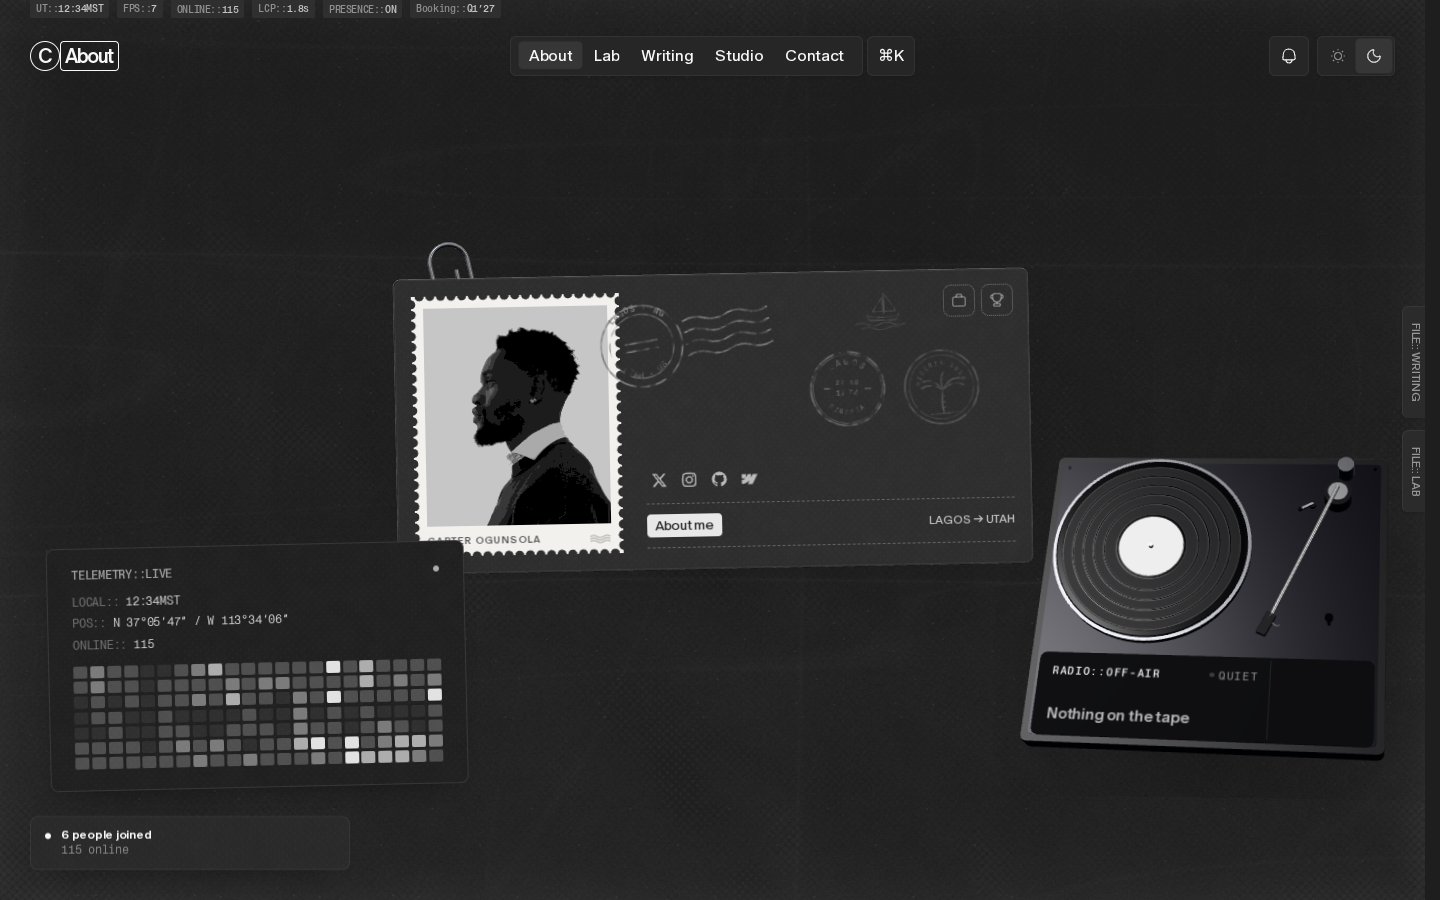 UT::12:34MST FPS::7 ONLINE::115 LCP::1.8s PRESENCE::ON Booking::Q1'27
C About
About Lab Writing Studio Contact ⌘K
FILE:: WRITING
FILE:: LAB
LAGOS → UTAH
About me
OGUNSOLA
TELEMETRY::LIVE
LOCAL:: 12:34MST
POS:: N 37°05'47" / W 113°34'06"
ONLINE:: 115
RADIO::OFF-AIR QUIET
Nothing on the tape
6 people joined
115 online